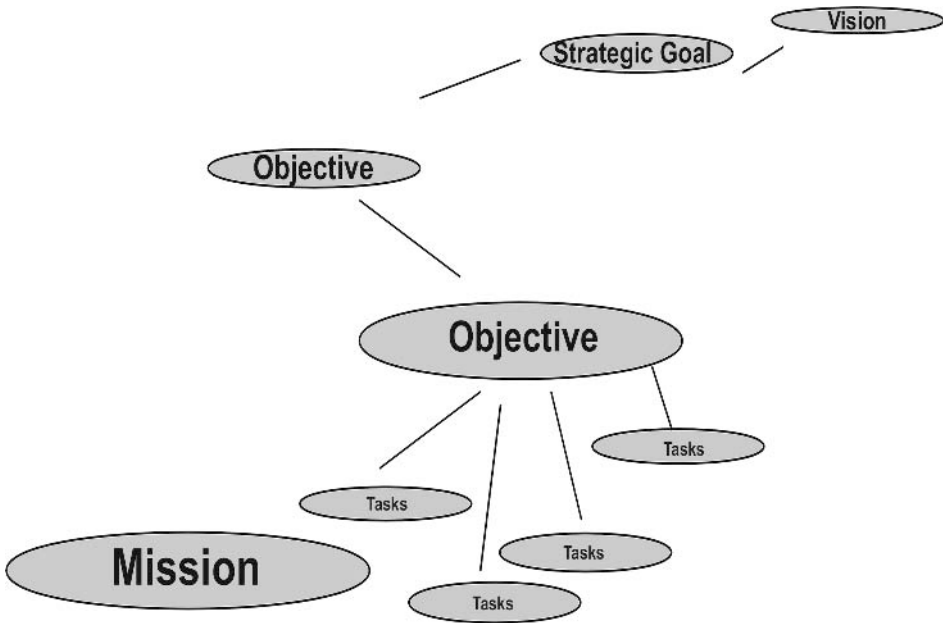 Vision
Strategic Goal
Objective
Objective
Tasks
Tasks
Tasks
Mission
Tasks